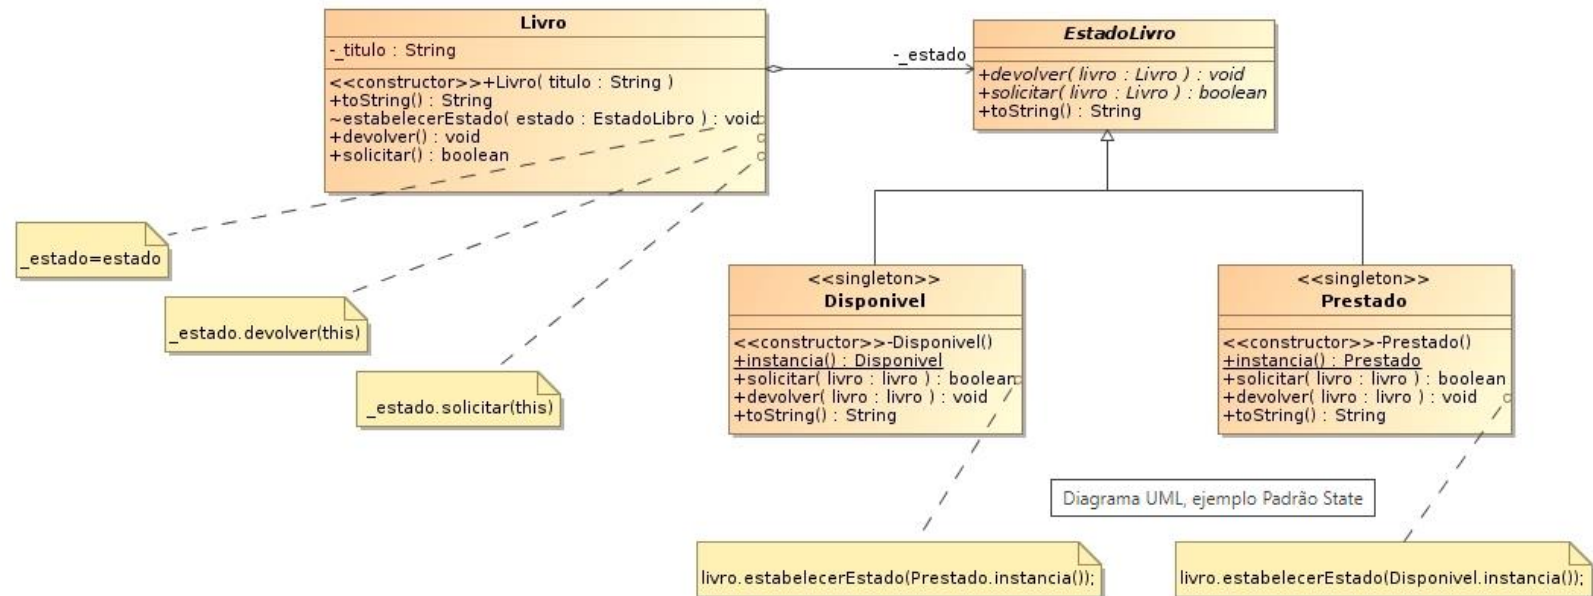 Livro
-_titulo : String
<<constructor>>+Livro( titulo : String )
+toString() : String
~estabelecerEstado( estado : EstadoLibro ) : void
+devolver() : void
+solicitar() : boolean
-_estado
EstadoLivro
+devolver( livro : Livro ) : void
+solicitar( livro : Livro ) : boolean
+toString() : String
_estado=estado
_estado.devolver(this)
_estado.solicitar(this)
<<singleton>>
Disponivel
<<constructor>>-Disponivel()
+instancia() : Disponivel
+solicitar( livro : livro ) : boolean
+devolver( livro : livro ) : void
+toString() : String
<<singleton>>
Prestado
<<constructor>>-Prestado()
+instancia() : Prestado
+solicitar( livro : livro ) : boolean
+devolver( livro : livro ) : void
+toString() : String
Diagrama UML, ejemplo Padrão State
livro.estabelecerEstado(Prestado.instancia());
livro.estabelecerEstado(Disponivel.instancia());